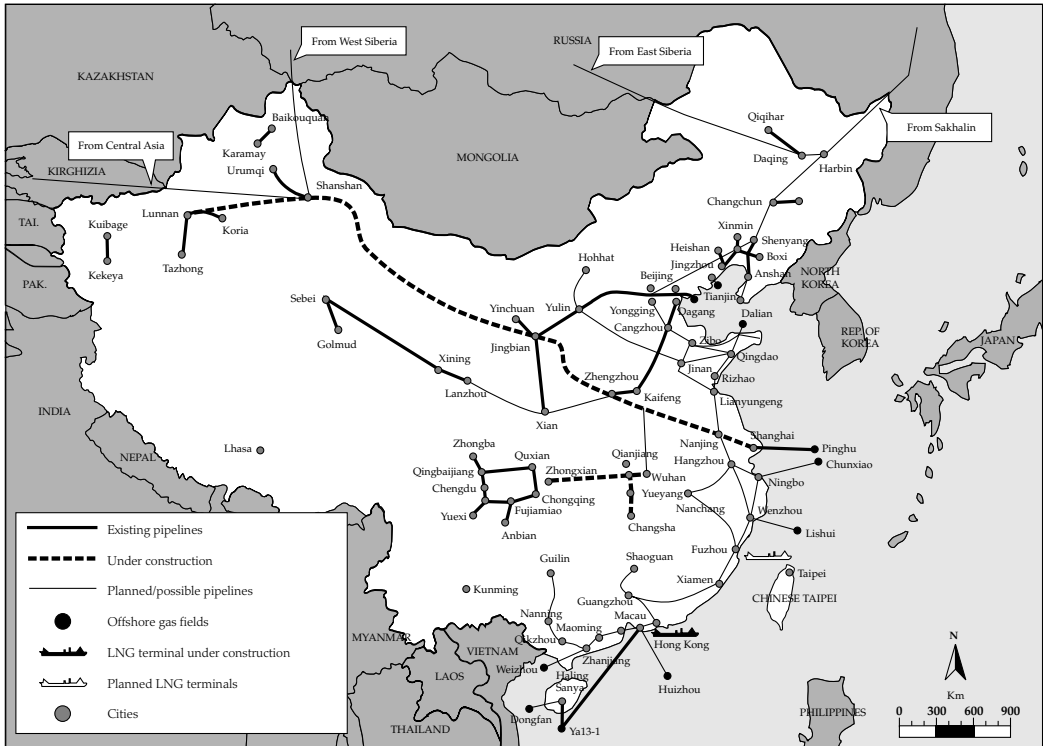 From West Siberia
RUSSIA
From East Siberia
KAZAKHSTAN
Baikouquan
Qiqihar
From Sakhalin
From Central Asia
Karamay
MONGOLIA
Daqing
Harbin
KIRGHIZIA
Urumqi
Shanshan
Changchun
TAJ.
Kuibage
Lunnan
Koria
Xinmin
Heishan
Shenyang
Boxi
Kekeya
Tazhong
Hohhat
Jingzhou
Anshan
NORTH
KOREA
PAK.
Beijing
Tianjin
Sebei
Yinchuan
Yulin
Yongging
Dagang
Dalian
Cangzhou
REP. OF
KOREA
JAPAN
Golmud
Jingbian
Zibo
Qingdao
Xining
Jinan
Lanzhou
Zhengzhou
Rizhao
Kaifeng
Lianyungeng
INDIA
Xian
Nanjing
Shanghai
Pinghu
NEPAL
Lhasa
Zhongba
Quxian
Qianjiang
Hangzhou
Chunxiao
Qingbaijiang
Zhongxian
Wuhan
Ningbo
Chengdu
Chongqing
Yueyang
Yuexi
Fujiamiao
Nanchang
Wenzhou
Anbian
Changsha
Lishui
Existing pipelines
Under construction
Guilin
Shaoguan
Fuzhou
Planned/possible pipelines
Kunming
Xiamen
Taipei
Offshore gas fields
Guangzhou
CHINESE TAIPEI
Nanning
Macau
MYANMAR
Maoming
LNG terminal under construction
Qikzhou
Hong Kong
N
VIETNAM
Zhanjiang
Weizhou
Haling
LAOS
Planned LNG terminals
Sanya
Huizhou
Km
Cities
Dongfan
0 300 600 900
PHILIPPINES
THAILAND
Ya13-1